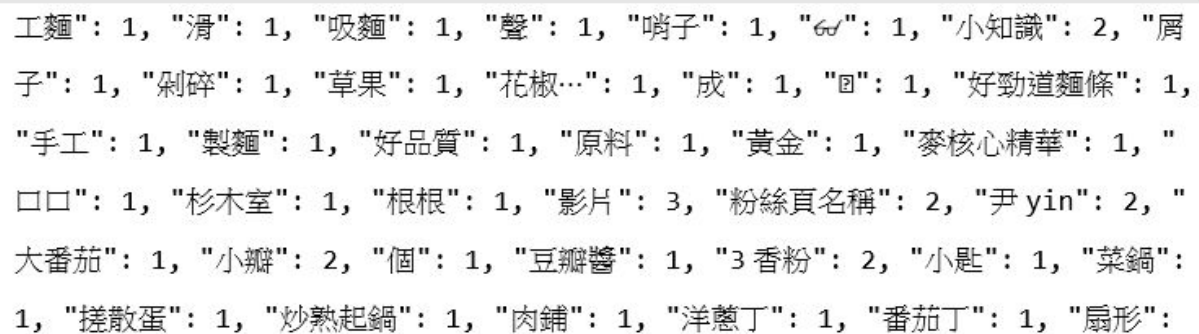 工麵": 1, "滑": 1, "吸麵": 1, "聲": 1, "哨子": 1, "👓": 1, "小知識": 2, "屑
子": 1, "剁碎": 1, "草果": 1, "花椒…": 1, "成": 1, "⍰": 1, "好勁道麵條": 1,
"手工": 1, "製麵": 1, "好品質": 1, "原料": 1, "黃金": 1, "麥核心精華": 1, "
口口": 1, "杉木室": 1, "根根": 1, "影片": 3, "粉絲頁名稱": 2, "尹 yin": 2, "
大番茄": 1, "小瓣": 2, "個": 1, "豆瓣醬": 1, "3 香粉": 2, "小匙": 1, "菜鍋":
1, "搓散蛋": 1, "炒熟起鍋": 1, "肉鋪": 1, "洋蔥丁": 1, "番茄丁": 1, "扇形":